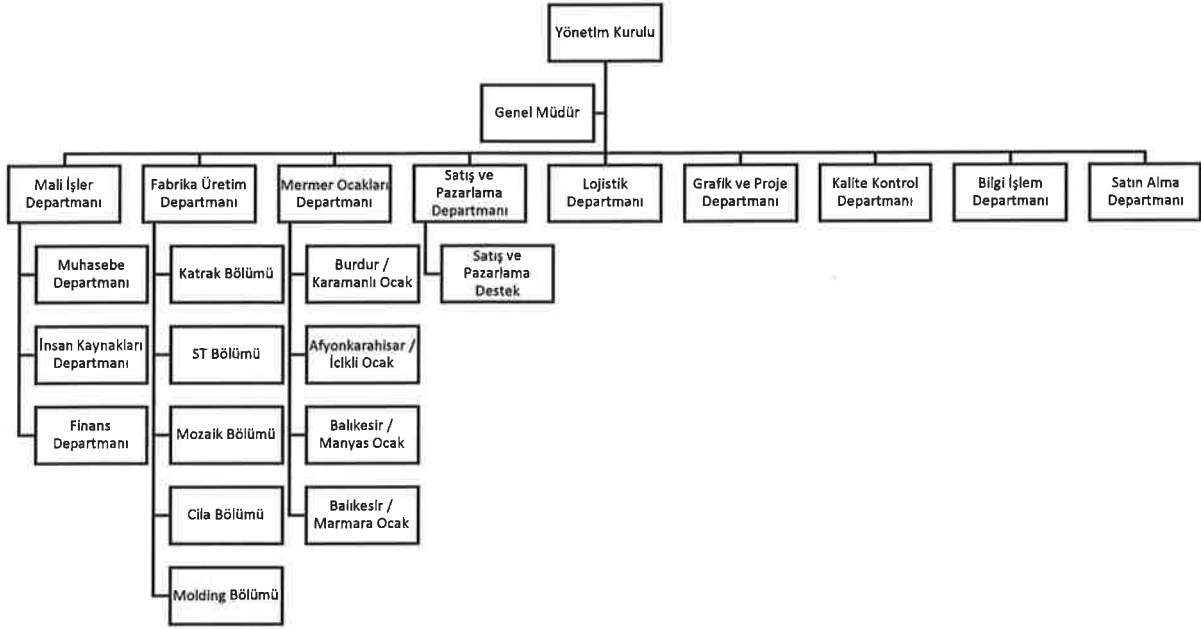 Yönetim Kurulu
Genel Müdür
Mali İşler
Departmanı
Fabrika Üretim
Departmanı
Mermer Ocakları
Departmanı
Satış ve
Pazarlama
Departmanı
Lojistik
Departmanı
Grafik ve Proje
Departmanı
Kalite Kontrol
Departmanı
Bilgi İşlem
Departmanı
Satın Alma
Departmanı
Muhasebe
Departmanı
İnsan Kaynakları
Departmanı
Finans
Departmanı
Katrak Bölümü
ST Bölümü
Mozaik Bölümü
Cila Bölümü
Molding Bölümü
Burdur /
Karamanlı Ocak
Afyonkarahisar /
İcikli Ocak
Balıkesir /
Manyas Ocak
Balıkesir /
Marmara Ocak
Satış ve
Pazarlama
Destek